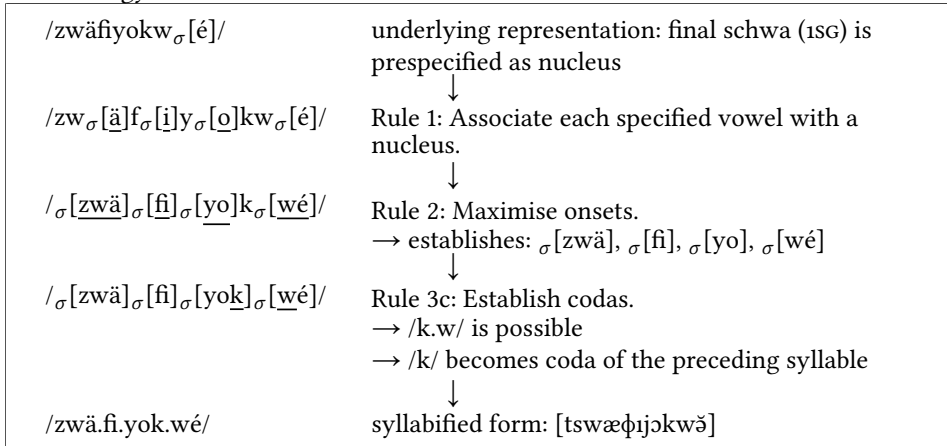 /zwäfiyokwσ[é]/ underlying representation: final schwa (1SG) is
prespecified as nucleus
↓
/zwσ[ä]fσ[i]yσ[o]kwσ[é]/ Rule 1: Associate each specified vowel with a
nucleus.
↓
/σ[zwä]σ[fi]σ[yo]kσ[wé]/ Rule 2: Maximise onsets.
→ establishes: σ[zwä], σ[fi], σ[yo], σ[wé]
↓
/σ[zwä]σ[fi]σ[yok]σ[wé]/ Rule 3c: Establish codas.
→ /k.w/ is possible
→ /k/ becomes coda of the preceding syllable
↓
/zwä.fi.yok.wé/ syllabified form: [tswæɸɪjɔkwə̆]